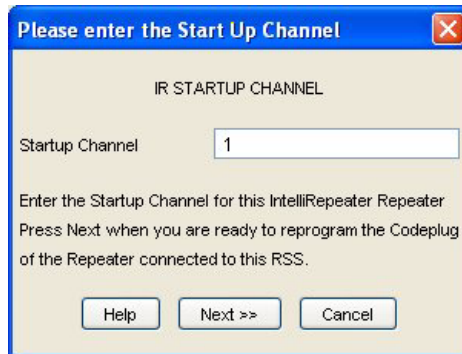 Please enter the Start Up Channel
IR STARTUP CHANNEL
Startup Channel 1
Enter the Startup Channel for this IntelliRepeater Repeater
Press Next when you are ready to reprogram the Codeplug
of the Repeater connected to this RSS.
Help Next >> Cancel